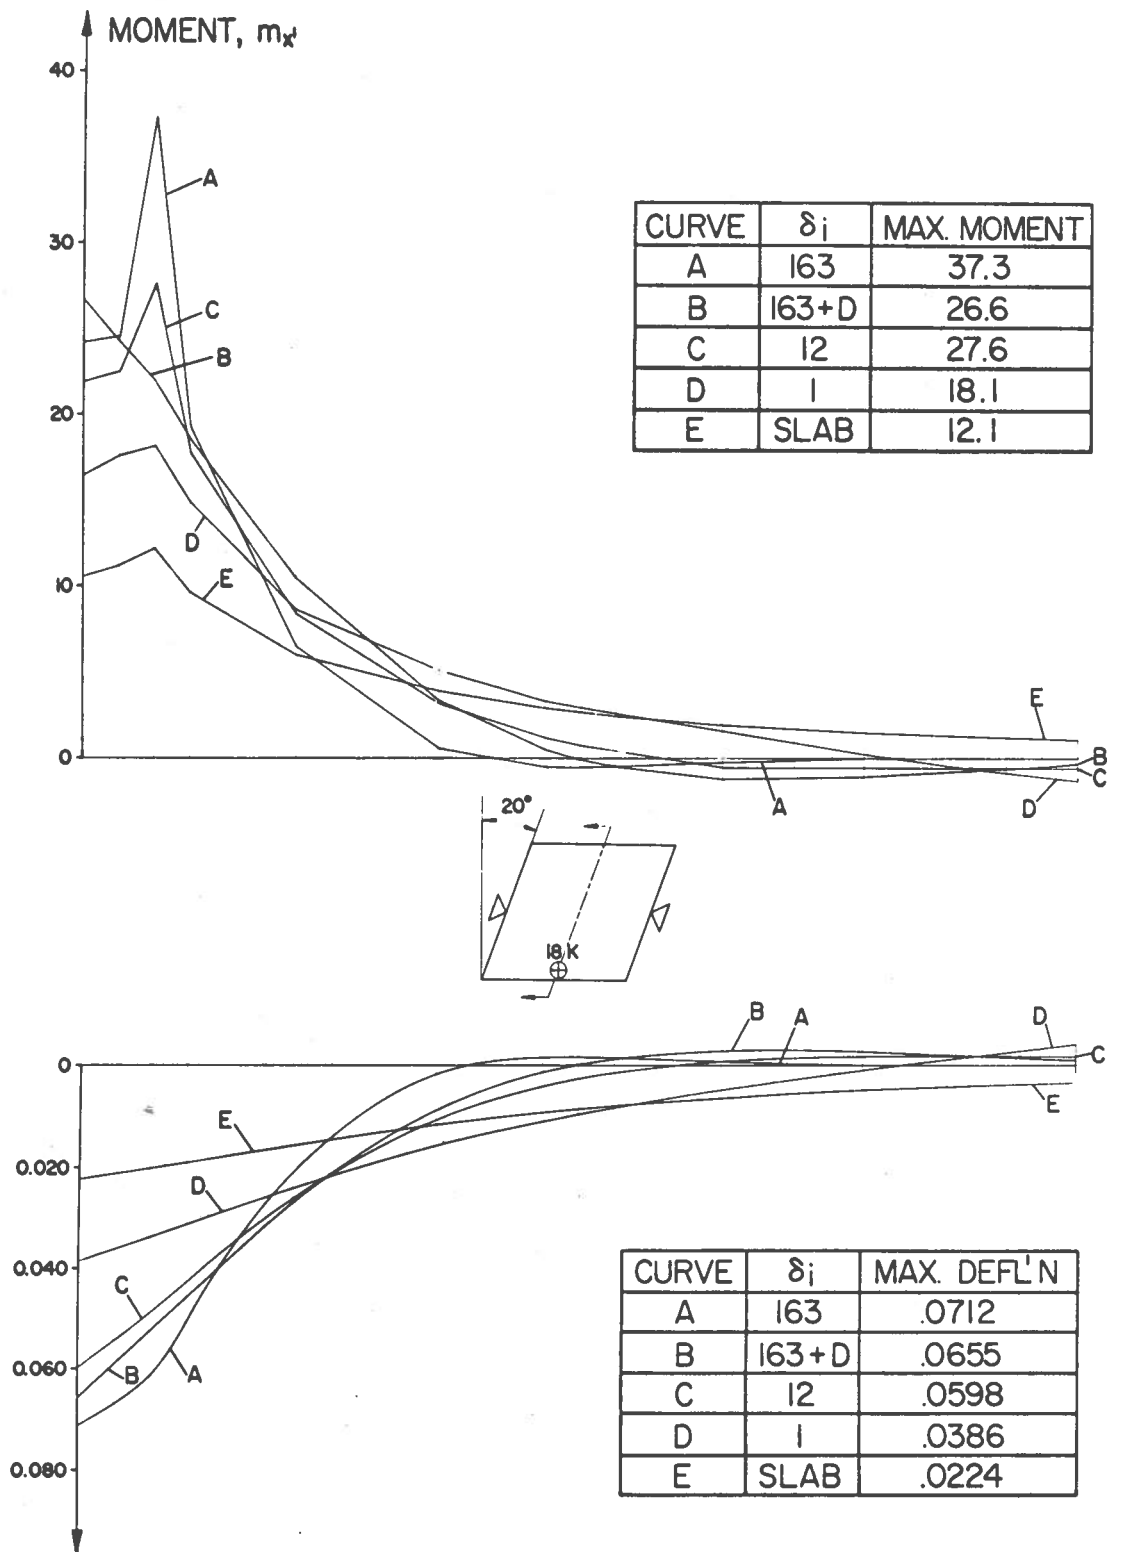 MOMENT, mx'
40
30
20
10
0
A
C
B
D
E
CURVE δi MAX. MOMENT
A 163 37.3
B 163+D 26.6
C 12 27.6
D 1 18.1
E SLAB 12.1
E
B
C
A
D
20°
18 K
B
A
D
C
E
0
0.020
0.040
0.060
0.080
E
D
C
B
A
CURVE δi MAX. DEFL'N
A 163 .0712
B 163+D .0655
C 12 .0598
D 1 .0386
E SLAB .0224